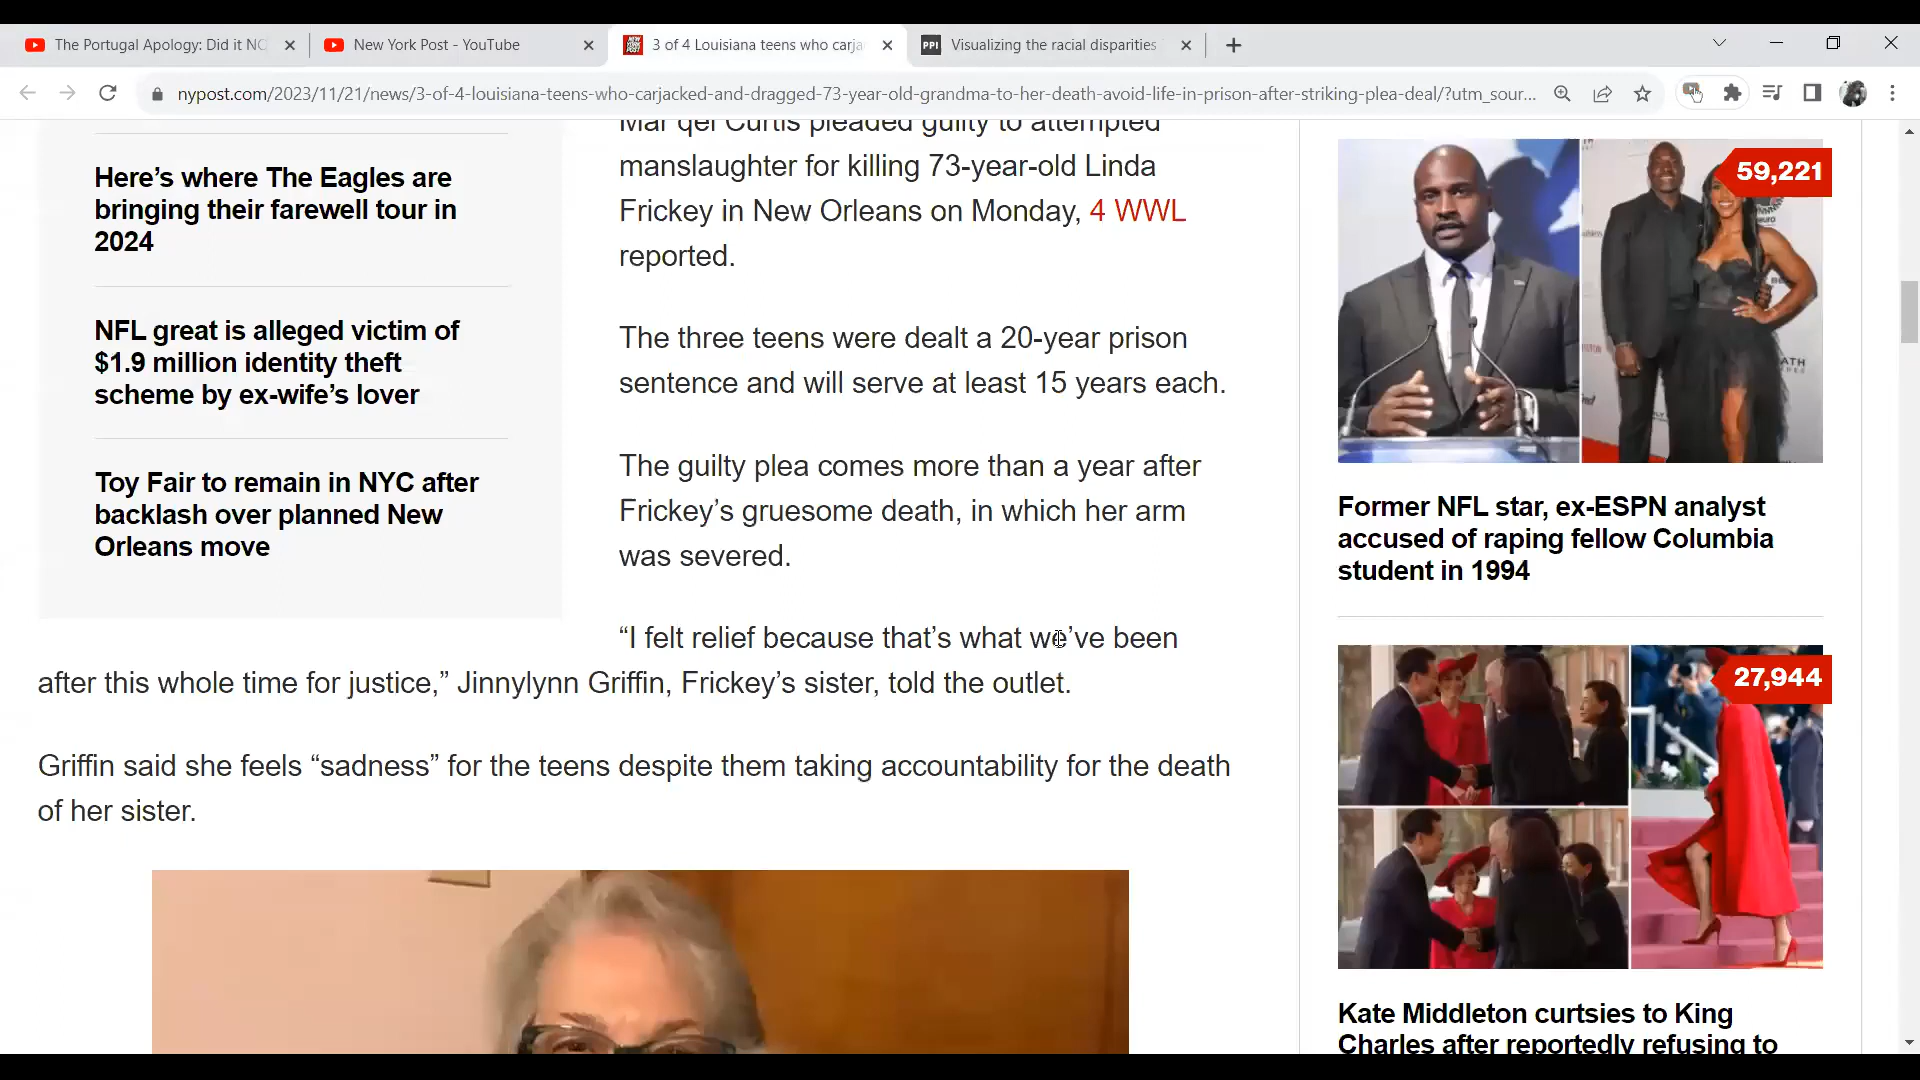 The Portugal Apology: Did it NO
New York Post - YouTube
3 of 4 Louisiana teens who carja
PPI
Visualizing the racial disparities
nypost.com/2023/11/21/news/3-of-4-louisiana-teens-who-carjacked-and-dragged-73-year-old-grandma-to-her-death-avoid-life-in-prison-after-striking-plea-deal/?utm_sour...
Here’s where The Eagles are
bringing their farewell tour in
2024
NFL great is alleged victim of
$1.9 million identity theft
scheme by ex-wife’s lover
Toy Fair to remain in NYC after
backlash over planned New
Orleans move
Mar’qel Curtis pleaded guilty to attempted
manslaughter for killing 73-year-old Linda
Frickey in New Orleans on Monday, 4 WWL
reported.
The three teens were dealt a 20-year prison
sentence and will serve at least 15 years each.
The guilty plea comes more than a year after
Frickey’s gruesome death, in which her arm
was severed.
“I felt relief because that’s what we’ve been
after this whole time for justice,” Jinnylynn Griffin, Frickey’s sister, told the outlet.
Griffin said she feels “sadness” for the teens despite them taking accountability for the death
of her sister.
59,221
Former NFL star, ex-ESPN analyst
accused of raping fellow Columbia
student in 1994
27,944
Kate Middleton curtsies to King
Charles after reportedly refusing to